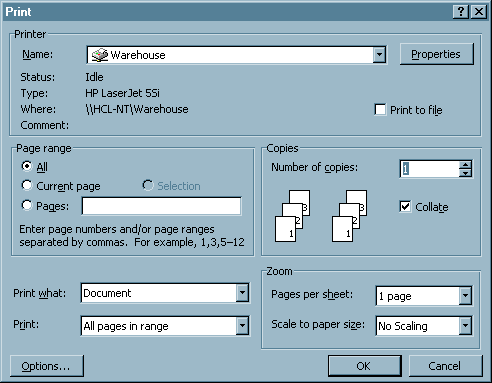 Print
Printer
Name: Warehouse Properties
Status: Idle
Type: HP LaserJet 5Si
Where: \\HCL-NT\Warehouse
Comment:
Print to file
Page range
All
Current page Selection
Pages:
Enter page numbers and/or page ranges
separated by commas. For example, 1,3,5–12
Copies
Number of copies: 1
3 3
2 2
1 1
Collate
Print what: Document
Print: All pages in range
Zoom
Pages per sheet: 1 page
Scale to paper size: No Scaling
Options... OK Cancel